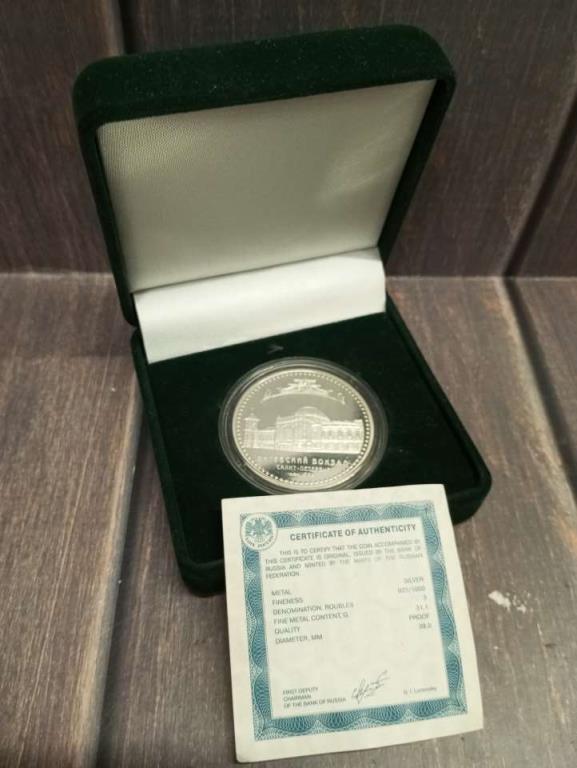 ВИТЕБСКИЙ ВОКЗАЛ
САНКТ-ПЕТЕРБ
CERTIFICATE OF AUTHENTICITY
THIS IS TO CERTIFY THAT THE COIN ACCOMPANIED BY
THIS CERTIFICATE IS ORIGINAL, ISSUED BY THE BANK OF
RUSSIA AND MINTED BY THE MINTS OF THE RUSSIAN
FEDERATION.
METAL SILVER
FINENESS 925/1000
DENOMINATION, ROUBLES 3
FINE METAL CONTENT, G. 31.1
QUALITY PROOF
DIAMETER, MM 39.0
FIRST DEPUTY
CHAIRMAN
OF THE BANK OF RUSSIA G. I. Luntovsky